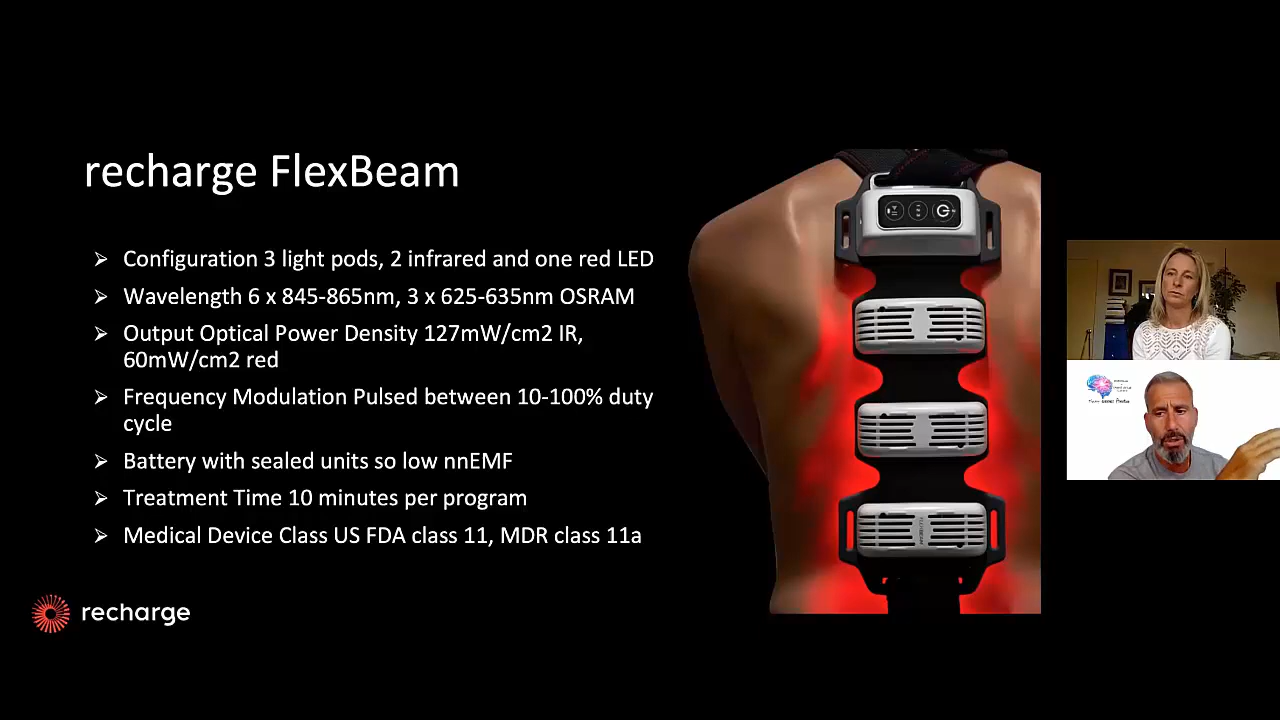 recharge FlexBeam
Configuration 3 light pods, 2 infrared and one red LED
Wavelength 6 x 845-865nm, 3 x 625-635nm OSRAM
Output Optical Power Density 127mW/cm2 IR,
60mW/cm2 red
Frequency Modulation Pulsed between 10-100% duty
cycle
Battery with sealed units so low nnEMF
Treatment Time 10 minutes per program
Medical Device Class US FDA class 11, MDR class 11a
recharge